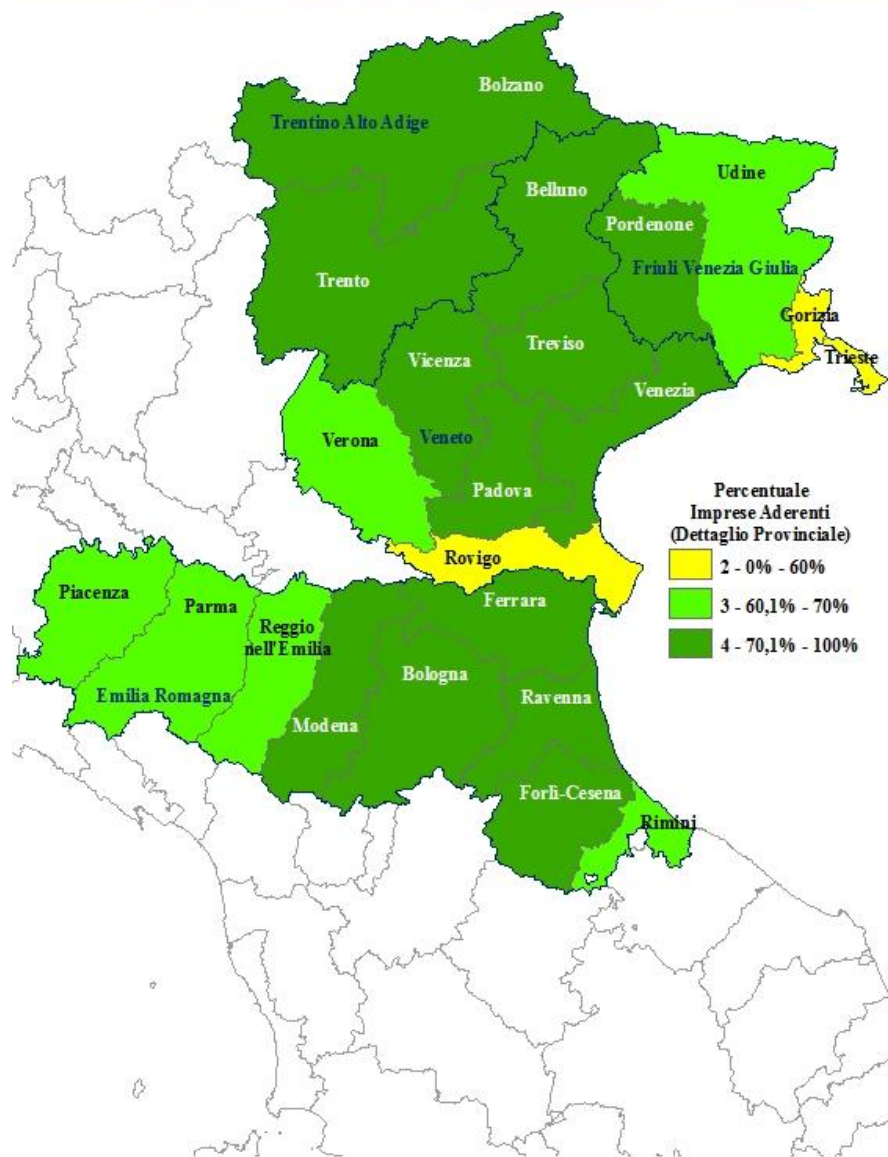 Bolzano
Trentino Alto Adige
Belluno
Udine
Pordenone
Trento
Friuli Venezia Giulia
Gorizia
Treviso
Vicenza
Trieste
Venezia
Verona
Veneto
Padova
Rovigo
Percentuale
Imprese Aderenti
(Dettaglio Provinciale)
2 - 0% - 60%
3 - 60,1% - 70%
4 - 70,1% - 100%
Piacenza
Parma
Ferrara
Reggio
nell'Emilia
Bologna
Emilia Romagna
Ravenna
Modena
Forlì-Cesena
Rimini